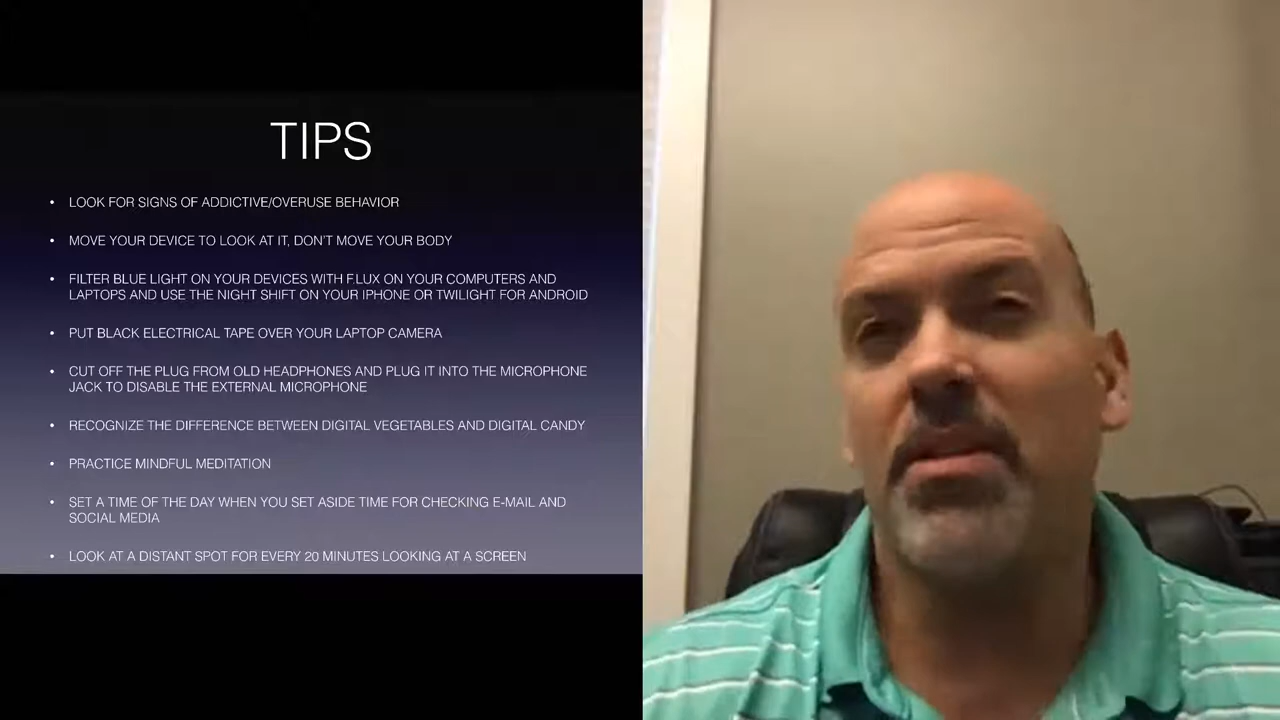 TIPS
• LOOK FOR SIGNS OF ADDICTIVE/OVERUSE BEHAVIOR
• MOVE YOUR DEVICE TO LOOK AT IT, DON'T MOVE YOUR BODY
• FILTER BLUE LIGHT ON YOUR DEVICES WITH F.LUX ON YOUR COMPUTERS AND
LAPTOPS AND USE THE NIGHT SHIFT ON YOUR IPHONE OR TWILIGHT FOR ANDROID
• PUT BLACK ELECTRICAL TAPE OVER YOUR LAPTOP CAMERA
• CUT OFF THE PLUG FROM OLD HEADPHONES AND PLUG IT INTO THE MICROPHONE
JACK TO DISABLE THE EXTERNAL MICROPHONE
• RECOGNIZE THE DIFFERENCE BETWEEN DIGITAL VEGETABLES AND DIGITAL CANDY
• PRACTICE MINDFUL MEDITATION
• SET A TIME OF THE DAY WHEN YOU SET ASIDE TIME FOR CHECKING E-MAIL AND
SOCIAL MEDIA
• LOOK AT A DISTANT SPOT FOR EVERY 20 MINUTES LOOKING AT A SCREEN